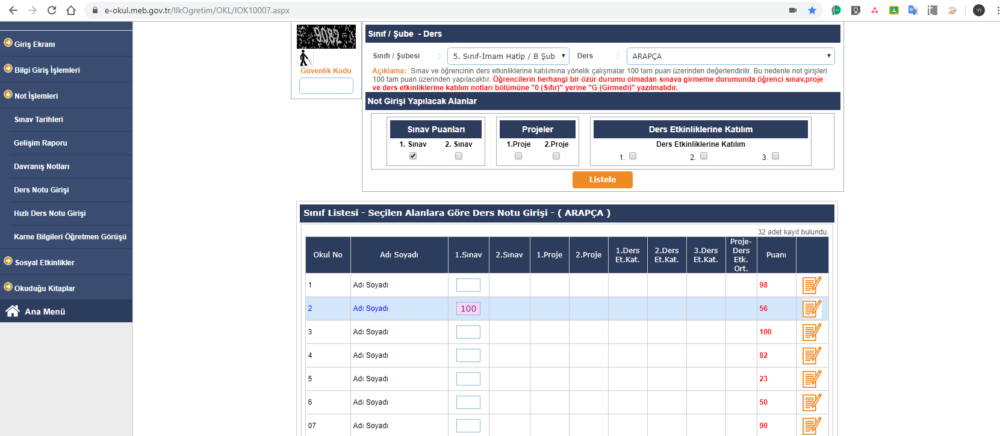 e-okul.meb.gov.tr/IlkOgretim/OKL/IOK10007.aspx
Giriş Ekranı
Bilgi Giriş İşlemleri
Not İşlemleri
Sınav Tarihleri
Gelişim Raporu
Davranış Notları
Ders Notu Girişi
Hızlı Ders Notu Girişi
Karne Bilgileri Öğretmen Görüşü
Sosyal Etkinlikler
Okuduğu Kitaplar
Ana Menü
9082
Güvenlik Kodu
Sınıf / Şube - Ders
Sınıfı / Şubesi : 5. Sınıf-İmam Hatip / B Şub Ders : ARAPÇA
Açıklama: Sınav ve öğrencinin ders etkinliklerine katılımına yönelik çalışmalar 100 tam puan üzerinden değerlendirilir. Bu nedenle not girişleri
100 tam puan üzerinden yapılacaktır. Öğrencilerin herhangi bir özür durumu olmadan sınava girmeme durumunda öğrenci sınav,proje
ve ders etkinliklerine katılım notları bölümüne "0 (Sıfır)" yerine "G (Girmedi)" yazılmalıdır.
Not Girişi Yapılacak Alanlar
Sınav Puanları
1. Sınav 2. Sınav
Projeler
1.Proje 2.Proje
Ders Etkinliklerine Katılım
Ders Etkinliklerine Katılım
1. 2. 3.
Listele
Sınıf Listesi - Seçilen Alanlara Göre Ders Notu Girişi - ( ARAPÇA )
32 adet kayıt bulundu.
Okul No Adı Soyadı 1.Sınav 2.Sınav 1.Proje 2.Proje 1.Ders Et.Kat. 2.Ders Et.Kat. 3.Ders Et.Kat. Proje-Ders Etk. Ort. Puanı
1 Adı Soyadı 98
2 Adı Soyadı 100 56
3 Adı Soyadı 100
4 Adı Soyadı 82
5 Adı Soyadı 23
6 Adı Soyadı 50
07 Adı Soyadı 90